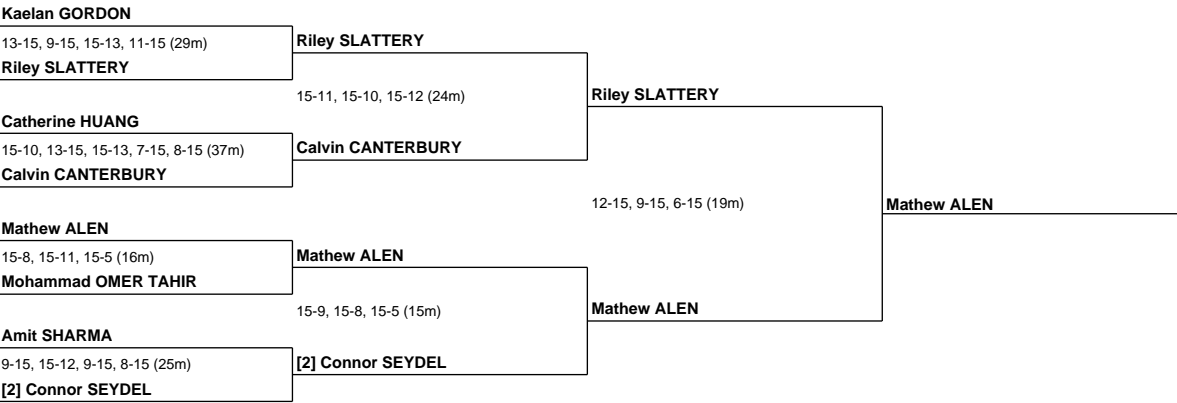 Kaelan GORDON
13-15, 9-15, 15-13, 11-15 (29m)
Riley SLATTERY
Riley SLATTERY
15-11, 15-10, 15-12 (24m)
Riley SLATTERY
Catherine HUANG
15-10, 13-15, 15-13, 7-15, 8-15 (37m)
Calvin CANTERBURY
Calvin CANTERBURY
12-15, 9-15, 6-15 (19m)
Mathew ALEN
Mathew ALEN
15-8, 15-11, 15-5 (16m)
Mathew ALEN
Mohammad OMER TAHIR
15-9, 15-8, 15-5 (15m)
Mathew ALEN
Amit SHARMA
9-15, 15-12, 9-15, 8-15 (25m)
[2] Connor SEYDEL
[2] Connor SEYDEL